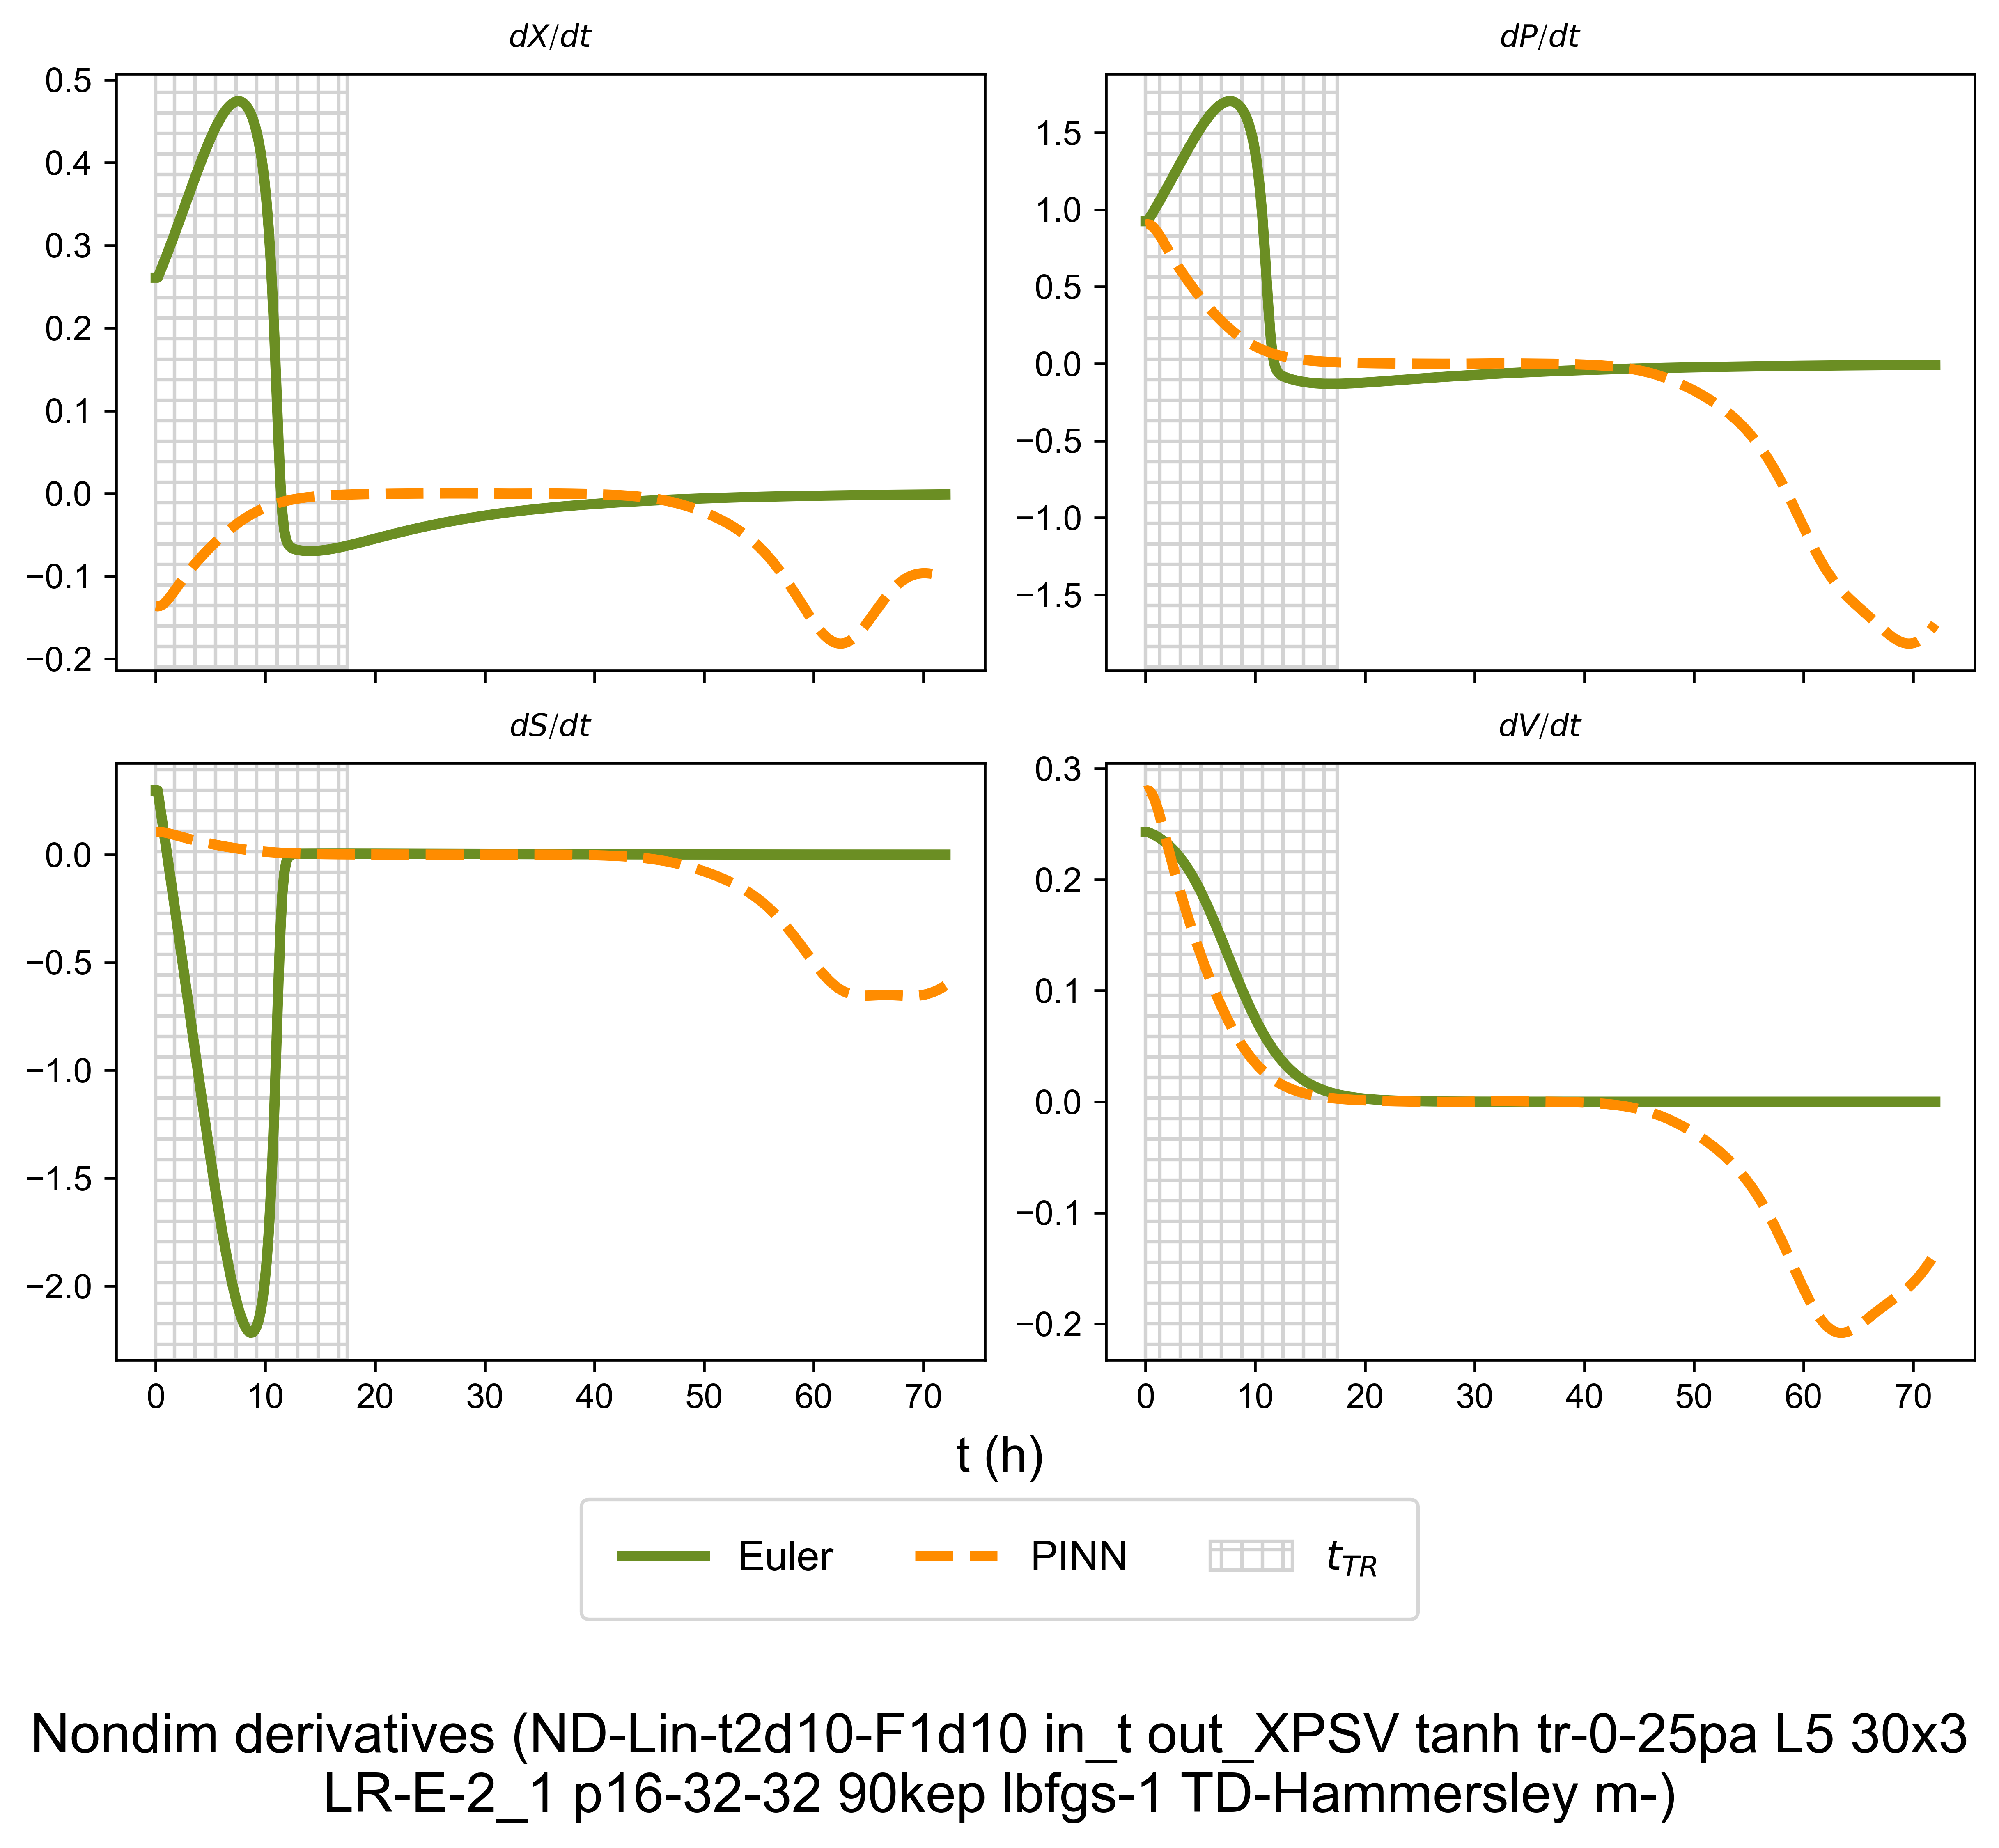 dX/dt
dP/dt
0.5
0.4
0.3
0.2
0.1
0.0
−0.1
−0.2
1.5
1.0
0.5
0.0
−0.5
−1.0
−1.5
dS/dt
dV/dt
0.0
−0.5
−1.0
−1.5
−2.0
0 10 20 30 40 50 60 70
0.3
0.2
0.1
0.0
−0.1
−0.2
0 10 20 30 40 50 60 70
t (h)
Euler PINN t_TR
Nondim derivatives (ND-Lin-t2d10-F1d10 in_t out_XPSV tanh tr-0-25pa L5 30x3
LR-E-2_1 p16-32-32 90kep lbfgs-1 TD-Hammersley m-)